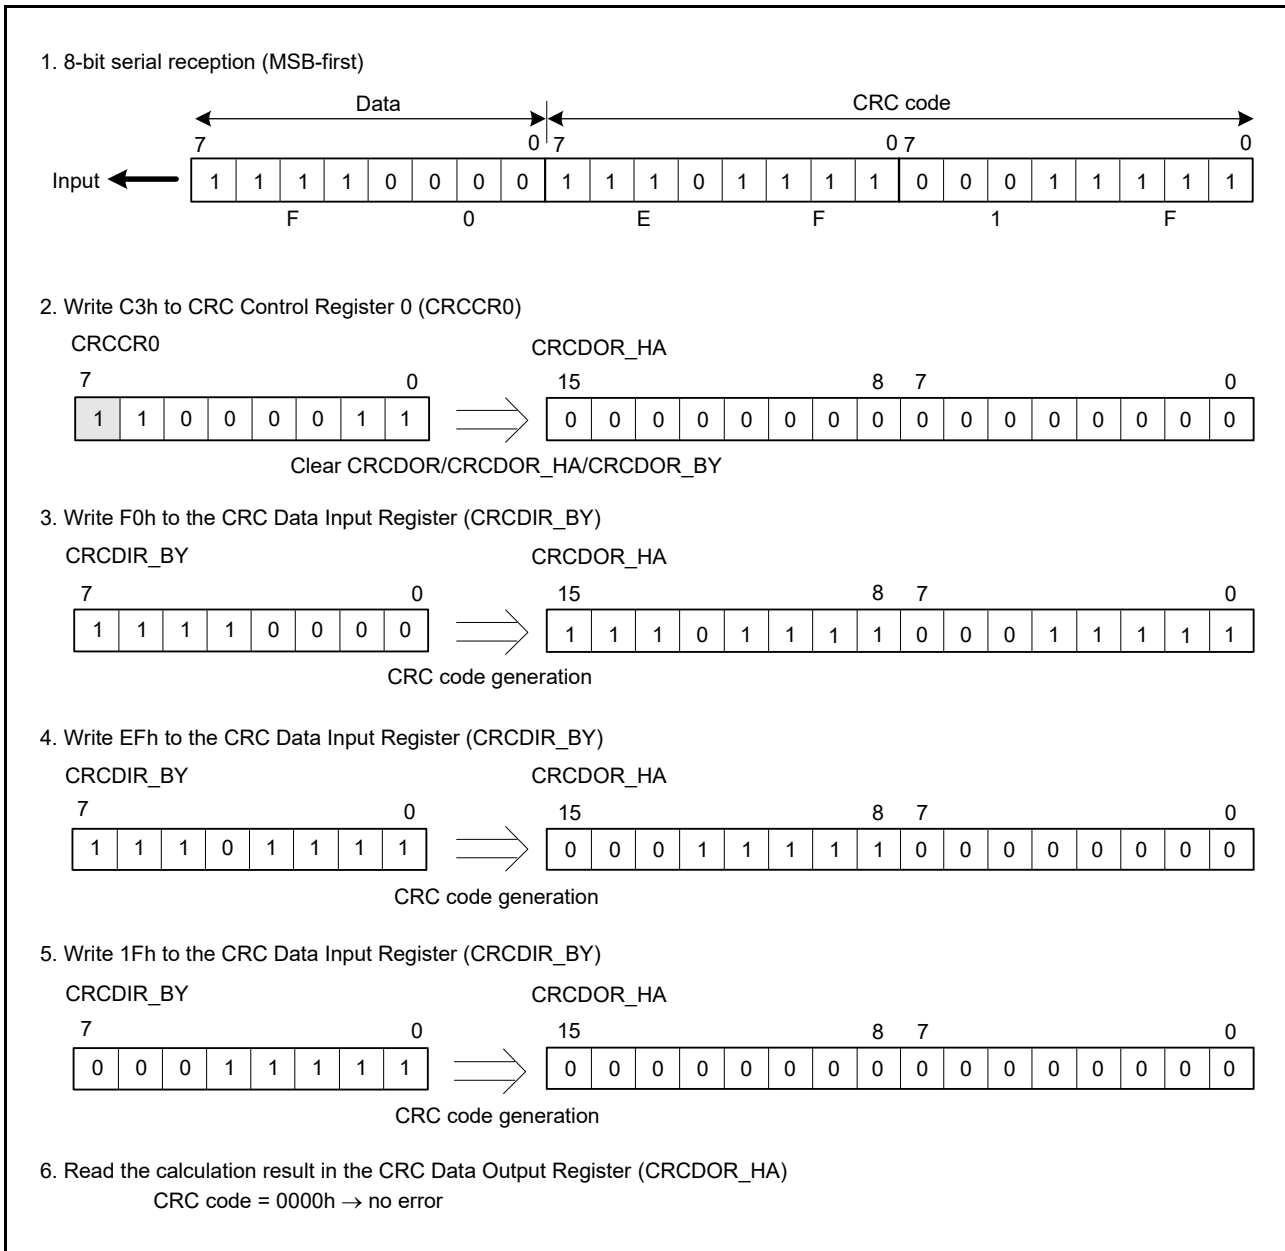 1. 8-bit serial reception (MSB-first)
Data CRC code
7 0 7 0 7 0
Input 1 1 1 1 0 0 0 0 1 1 1 0 1 1 1 1 0 0 0 1 1 1 1 1
F 0 E F 1 F
2. Write C3h to CRC Control Register 0 (CRCCR0)
CRCCR0 CRCDOR_HA
7 0 15 8 7 0
1 1 0 0 0 0 1 1 0 0 0 0 0 0 0 0 0 0 0 0 0 0 0 0
Clear CRCDOR/CRCDOR_HA/CRCDOR_BY
3. Write F0h to the CRC Data Input Register (CRCDIR_BY)
CRCDIR_BY CRCDOR_HA
7 0 15 8 7 0
1 1 1 1 0 0 0 0 1 1 1 0 1 1 1 1 0 0 0 1 1 1 1 1
CRC code generation
4. Write EFh to the CRC Data Input Register (CRCDIR_BY)
CRCDIR_BY CRCDOR_HA
7 0 15 8 7 0
1 1 1 0 1 1 1 1 0 0 0 1 1 1 1 1 0 0 0 0 0 0 0 0
CRC code generation
5. Write 1Fh to the CRC Data Input Register (CRCDIR_BY)
CRCDIR_BY CRCDOR_HA
7 0 15 8 7 0
0 0 0 1 1 1 1 1 0 0 0 0 0 0 0 0 0 0 0 0 0 0 0 0
CRC code generation
6. Read the calculation result in the CRC Data Output Register (CRCDOR_HA)
CRC code = 0000h → no error